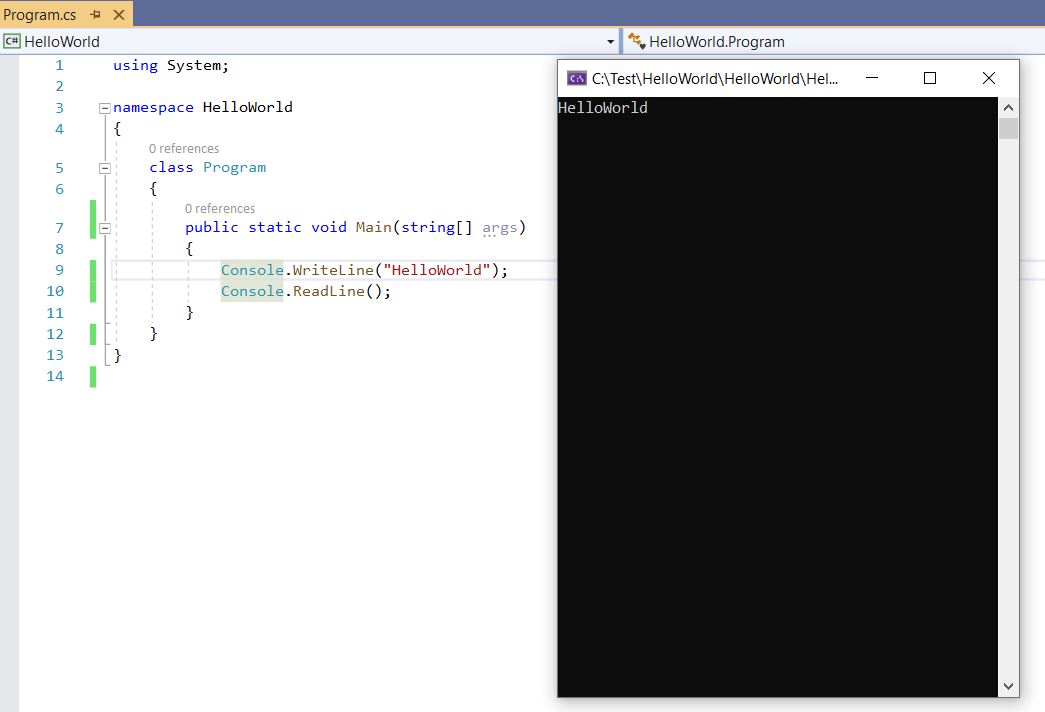 Program.cs
C# HelloWorld
HelloWorld.Program
1 using System;
2
3 namespace HelloWorld
4 {
0 references
5 class Program
6 {
0 references
7 public static void Main(string[] args)
8 {
9 Console.WriteLine("HelloWorld");
10 Console.ReadLine();
11 }
12 }
13 }
14
C:\Test\HelloWorld\HelloWorld\Hel...
HelloWorld